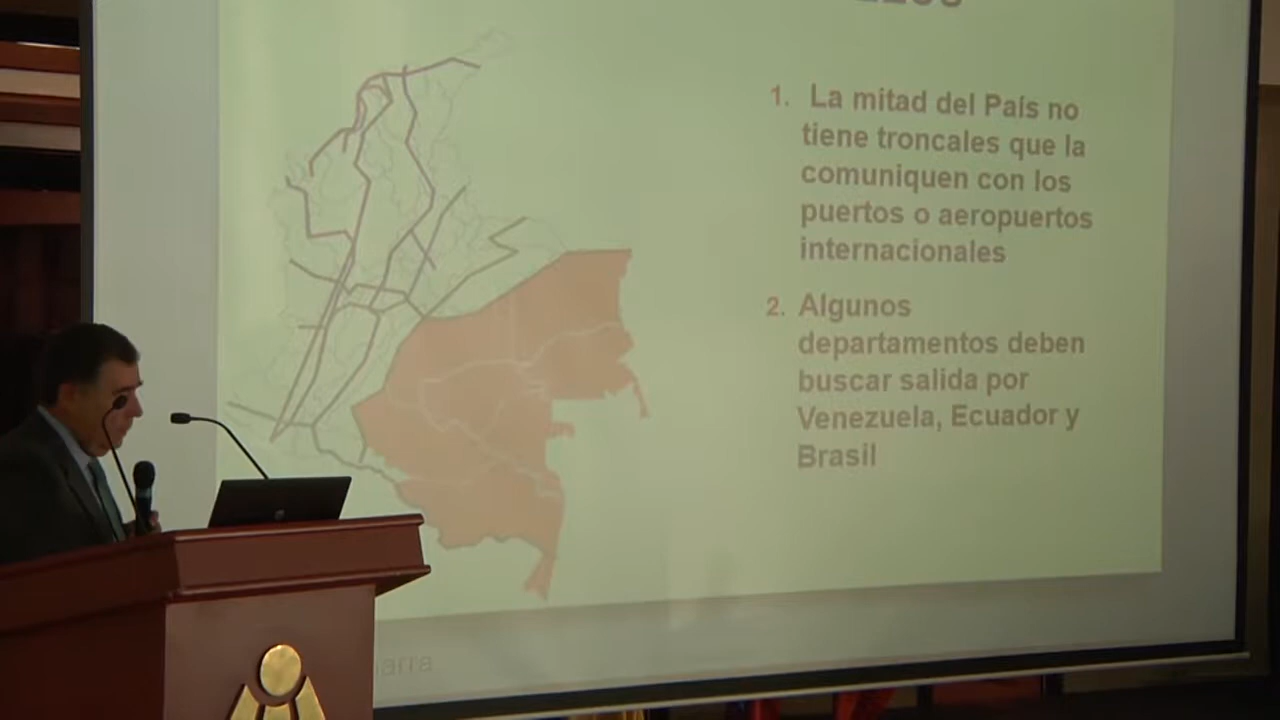 1. La mitad del País no
tiene troncales que la
comuniquen con los
puertos o aeropuertos
internacionales
2. Algunos
departamentos deben
buscar salida por
Venezuela, Ecuador y
Brasil